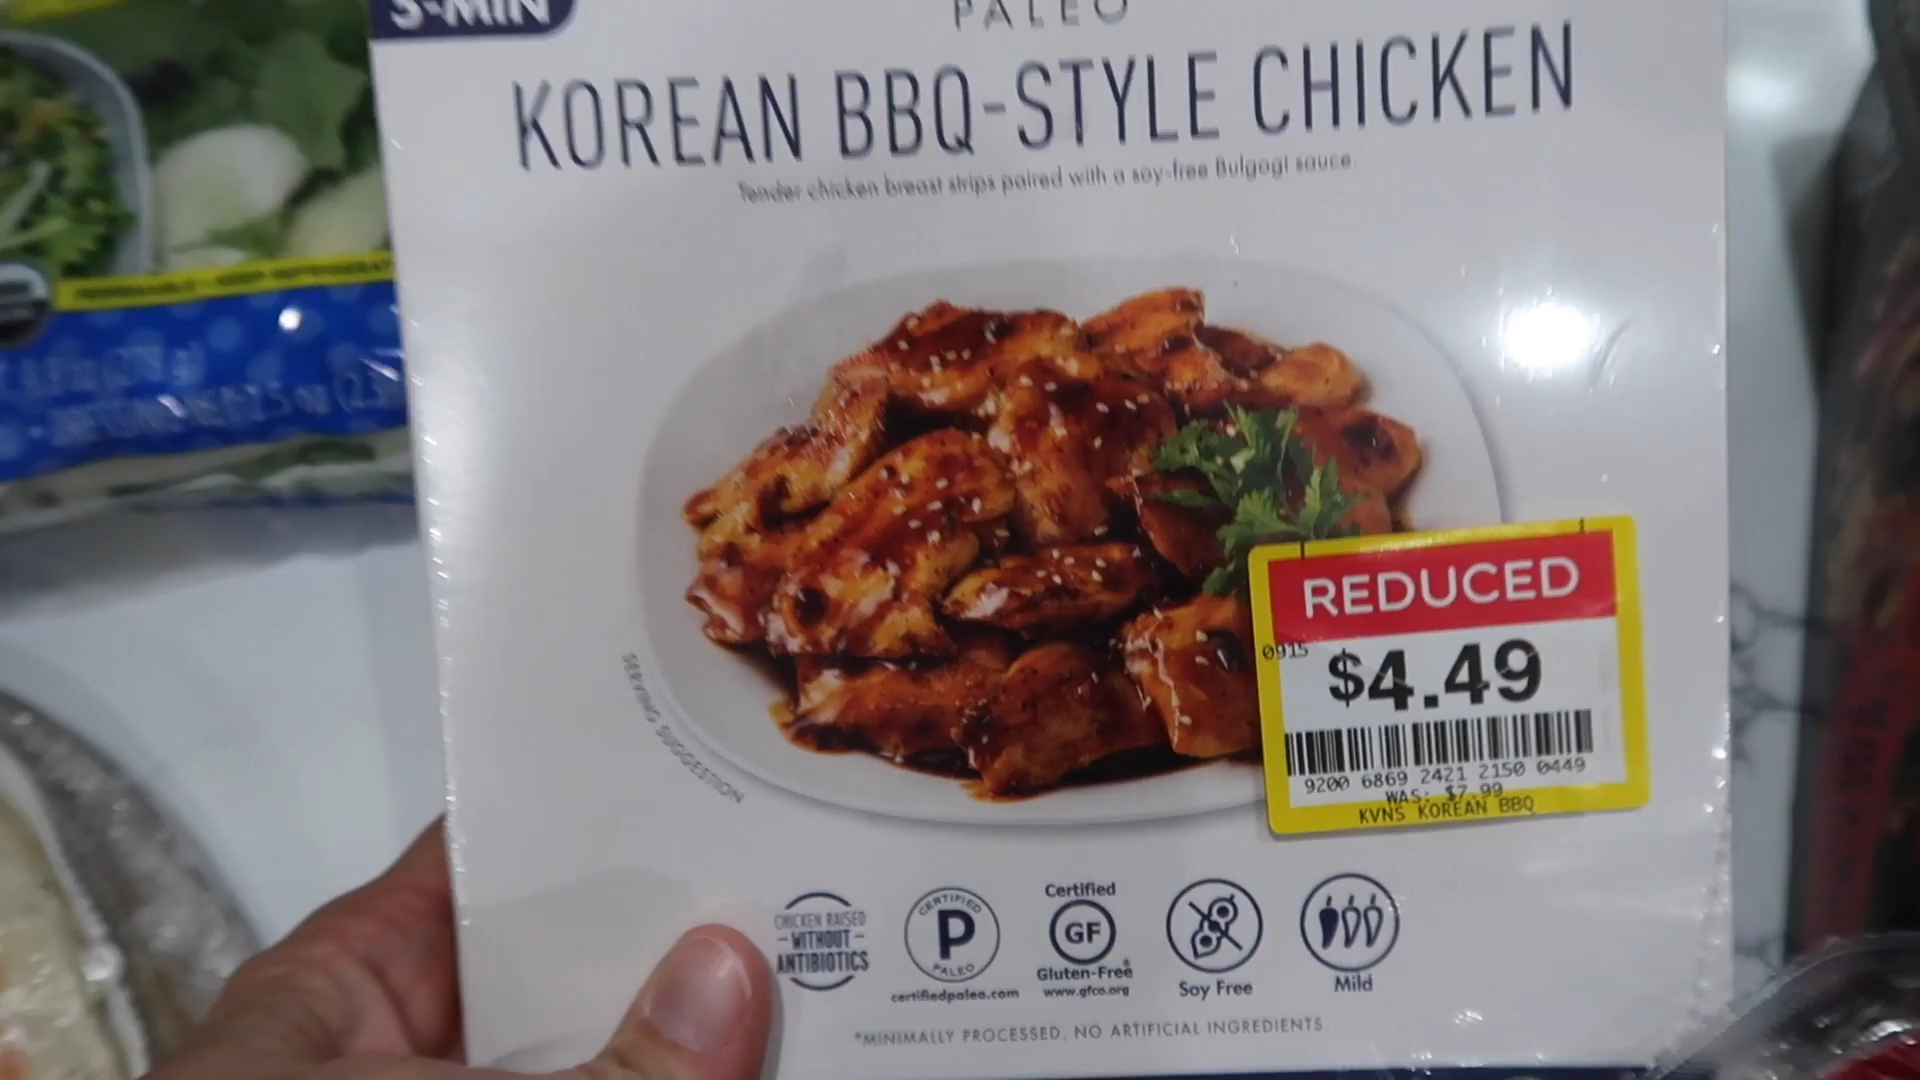 3-MIN
PALEO
KOREAN BBQ-STYLE CHICKEN
Tender chicken breast strips paired with a soy-free Bulgogi sauce.
SERVING SUGGESTION
REDUCED
0915
$4.49
9200 6869 2421 2150 0449
WAS: $7.99
KVNS KOREAN BBQ
CHICKEN RAISED
-WITHOUT-
ANTIBIOTICS
CERTIFIED
P
PALEO
certifiedpaleo.com
Certified
GF
Gluten-Free®
www.gfco.org
Soy Free
Mild
*MINIMALLY PROCESSED, NO ARTIFICIAL INGREDIENTS